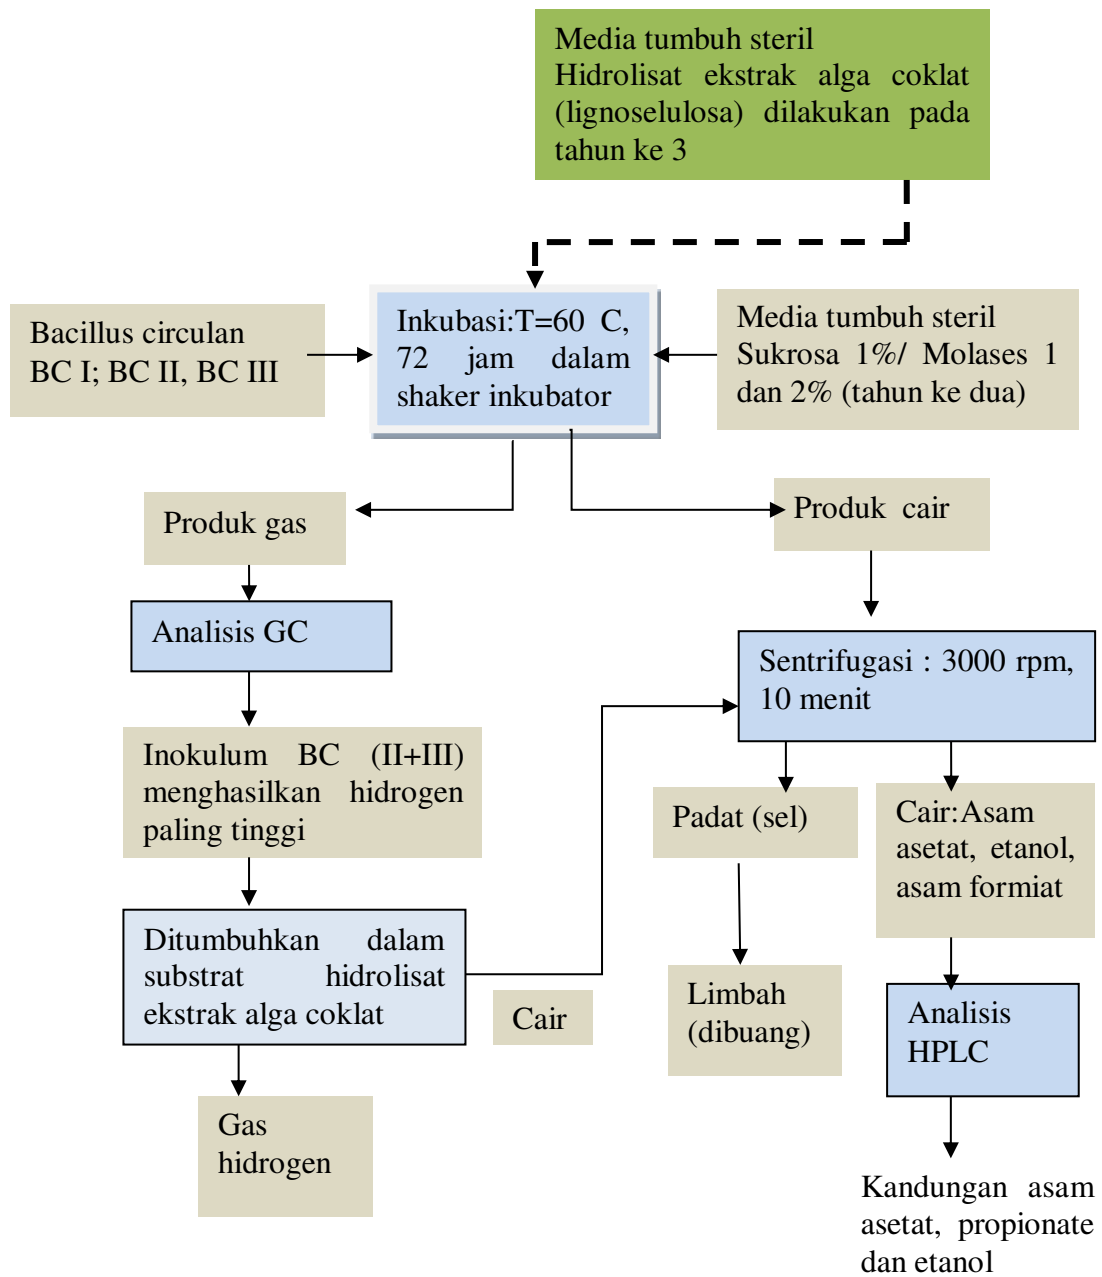 Media tumbuh steril
Hidrolisat ekstrak alga coklat
(lignoselulosa) dilakukan pada
tahun ke 3
Bacillus circulan
BC I; BC II, BC III
Inkubasi:T=60 C,
72 jam dalam
shaker inkubator
Media tumbuh steril
Sukrosa 1%/ Molases 1
dan 2% (tahun ke dua)
Produk gas
Produk cair
Analisis GC
Sentrifugasi : 3000 rpm,
10 menit
Inokulum BC (II+III)
menghasilkan hidrogen
paling tinggi
Padat (sel)
Cair:Asam
asetat, etanol,
asam formiat
Ditumbuhkan dalam
substrat hidrolisat
ekstrak alga coklat
Cair
Limbah
(dibuang)
Analisis
HPLC
Gas
hidrogen
Kandungan asam
asetat, propionate
dan etanol